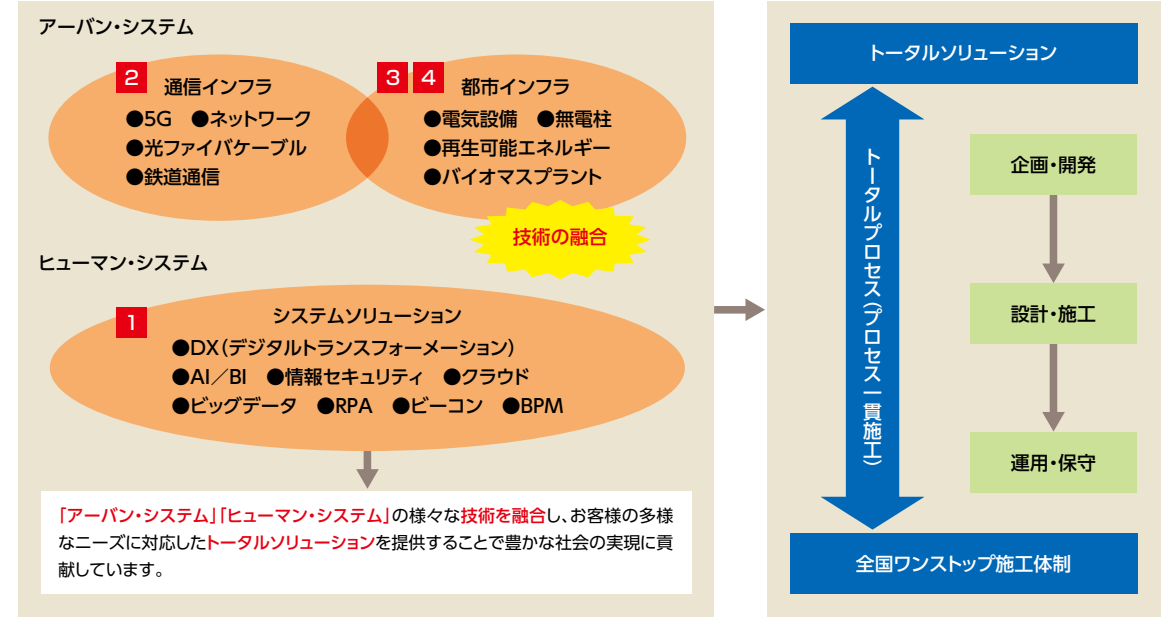 アーバン・システム
2
通信インフラ
●5G ●ネットワーク
●光ファイバケーブル
●鉄道通信
3 4
都市インフラ
●電気設備 ●無電柱
●再生可能エネルギー
●バイオマスプラント
技術の融合
ヒューマン・システム
1
システムソリューション
●DX(デジタルトランスフォーメーション)
●AI/BI ●情報セキュリティ ●クラウド
●ビッグデータ ●RPA ●ビーコン ●BPM
「アーバン・システム」「ヒューマン・システム」の様々な技術を融合し、お客様の多様
なニーズに対応したトータルソリューションを提供することで豊かな社会の実現に貢
献しています。
トータルソリューション
トータルプロセス(プロセス一貫施工)
企画・開発
設計・施工
運用・保守
全国ワンストップ施工体制